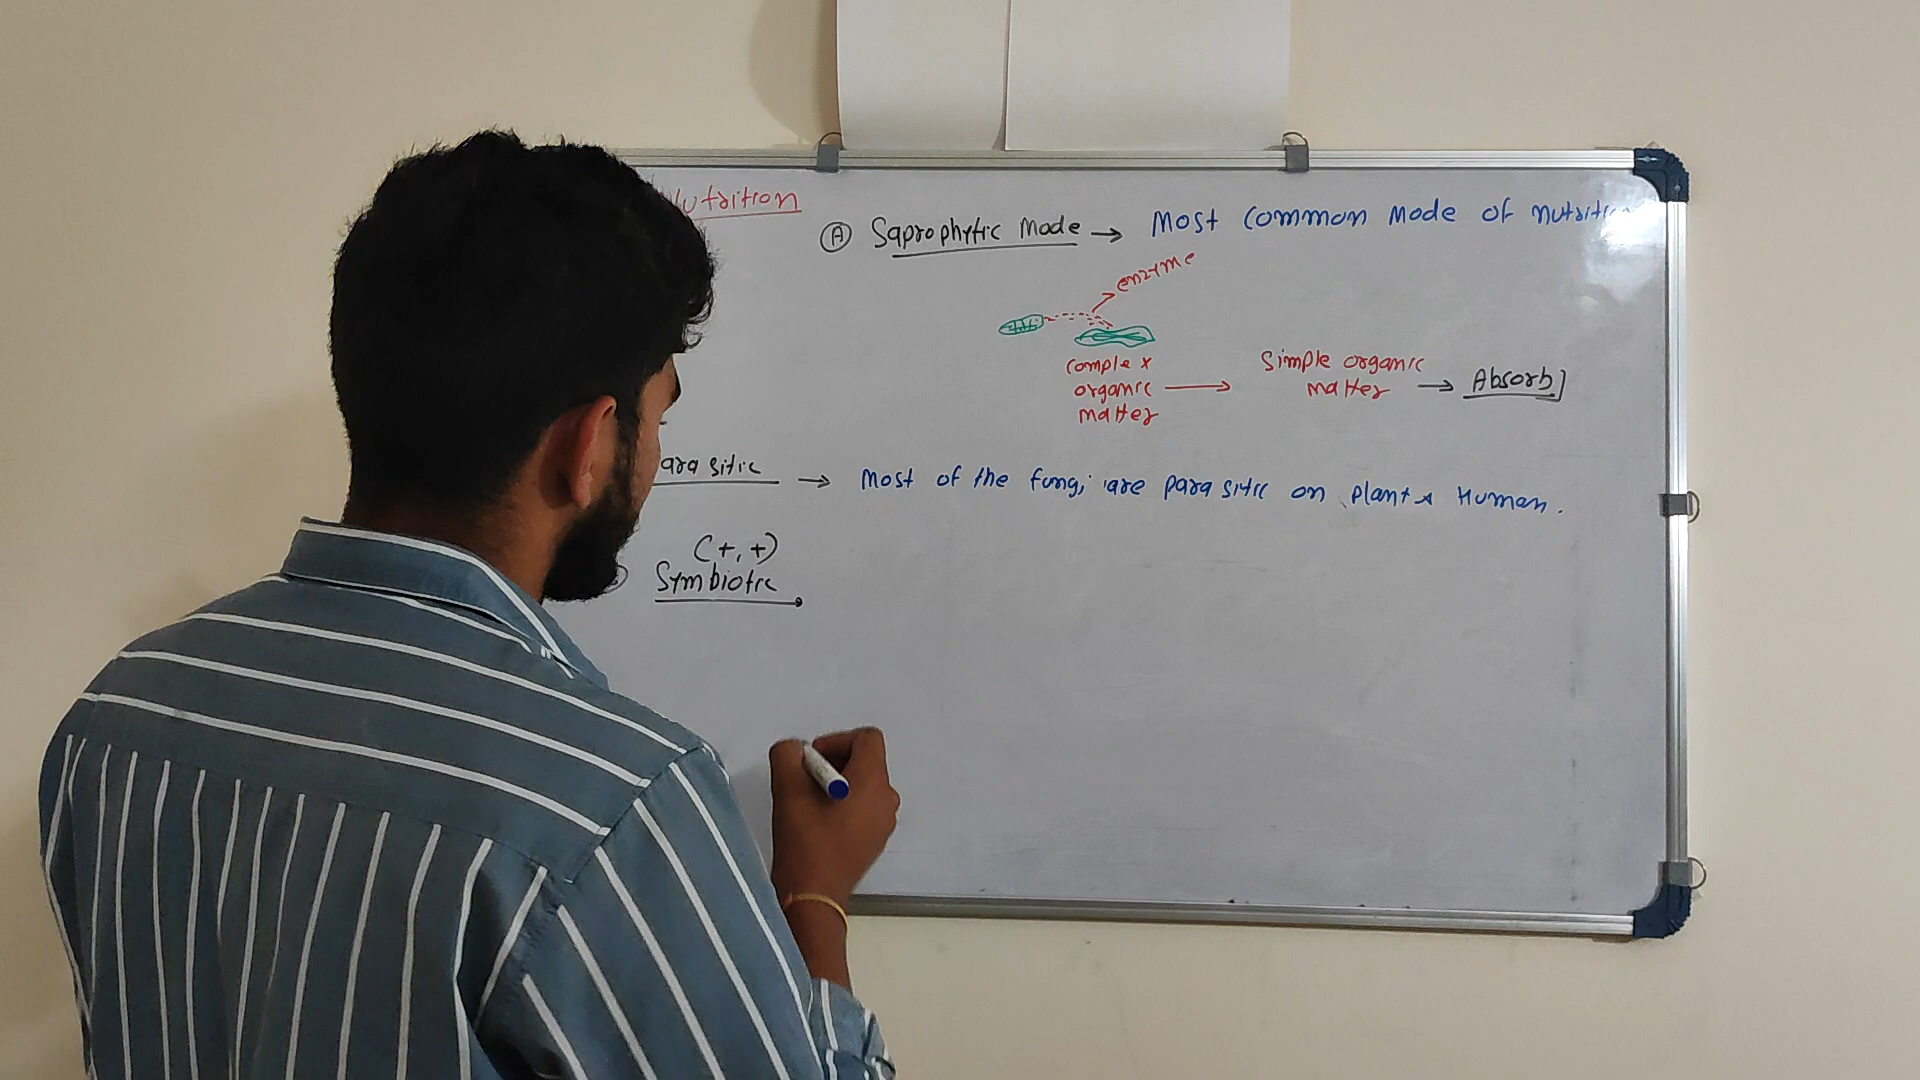 Nutrition
Ⓐ Saprophytic Mode → Most Common Mode of nutrition
enzyme
Complex organic matter → Simple organic matter → Absorb
Parasitic → Most of the fungi are parasitic on plant & Human.
(+,+)
Symbiotic